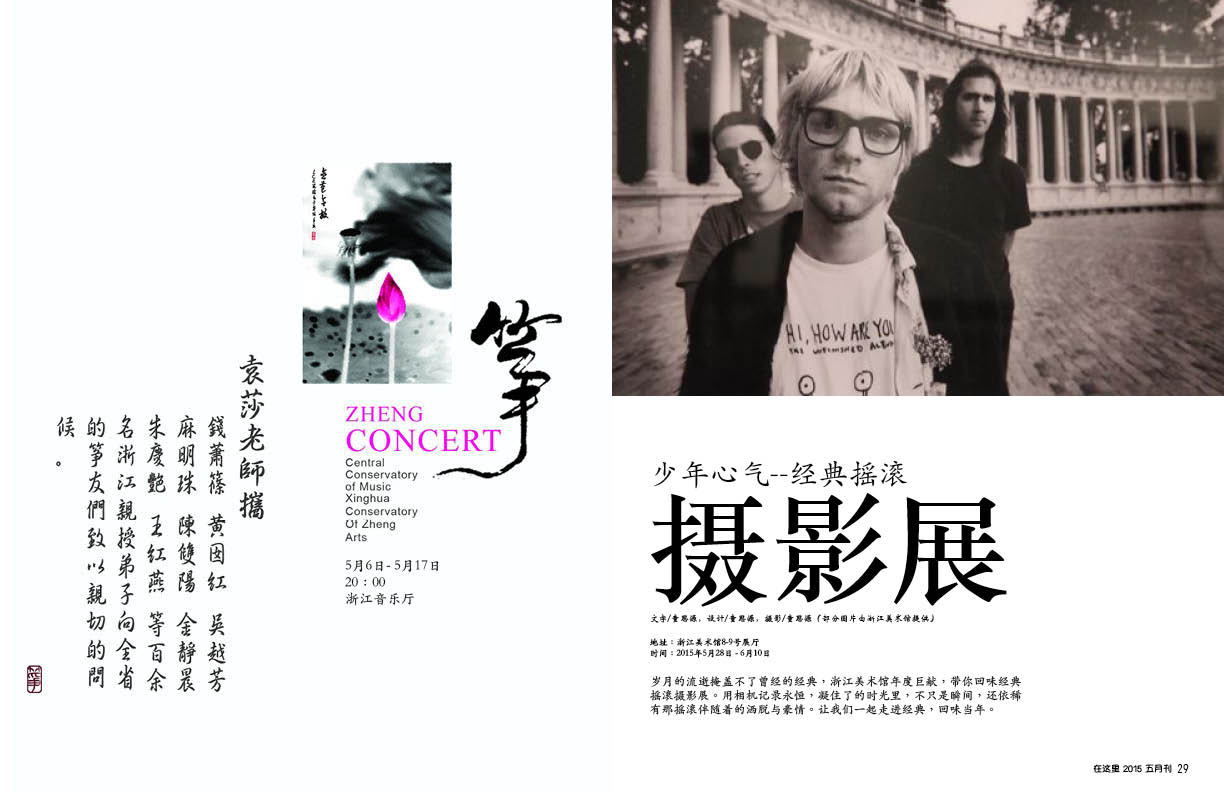 筝
ZHENG
CONCERT
Central
Conservatory
of Music
Xinghua
Conservatory
Of Zheng
Arts
5月6日- 5月17日
20：00
浙江音乐厅
袁莎老師攜
錢蕭篠 黃囡紅 吳越芳
麻明珠 陳雙陽 金靜晨
朱慶艷 王紅燕 等百余
名浙江親授弟子向全省
的筝友們致以親切的問
候。
HI, HOW ARE YOU
THE UNFINISHED ALBUM
少年心气--经典摇滚
摄影展
文字/童思源，设计/童思源，摄影/童思源「部分图片由浙江美术馆提供」
地址：浙江美术馆8-9号展厅
时间：2015年5月28日 - 6月10日
岁月的流逝掩盖不了曾经的经典，浙江美术馆年度巨献，带你回味经典
摇滚摄影展。用相机记录永恒，凝住了的时光里，不只是瞬间，还依稀
有那摇滚伴随着的洒脱与豪情。让我们一起走进经典，回味当年。
在这里 2015 五月刊 29